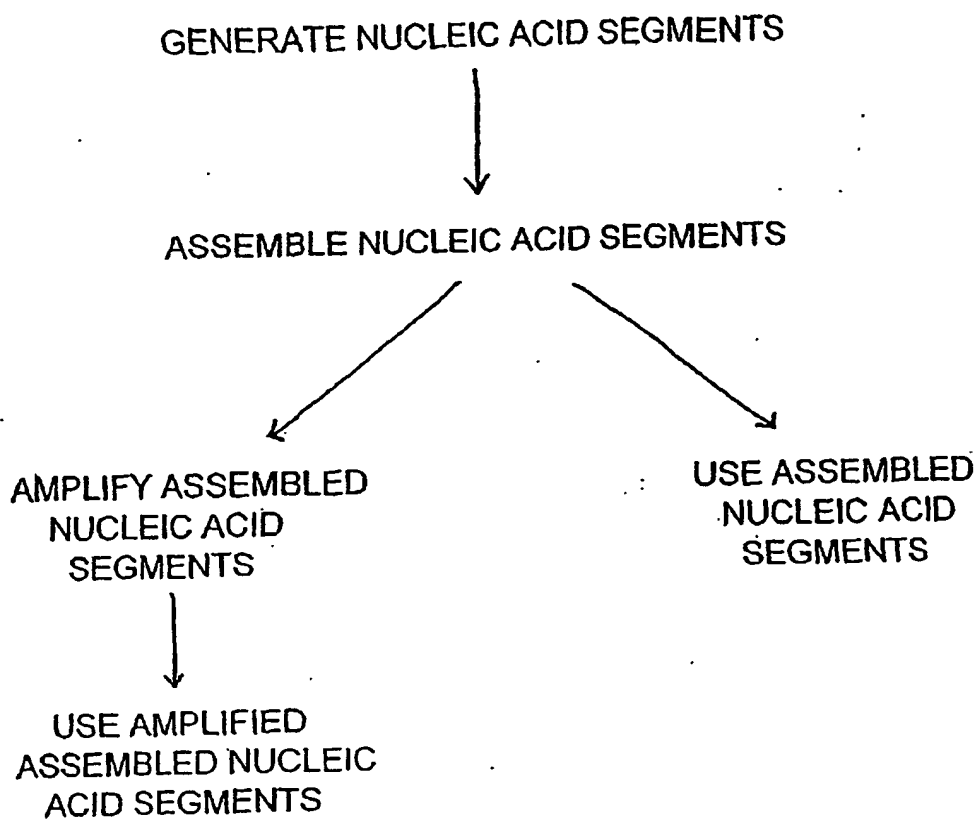 GENERATE NUCLEIC ACID SEGMENTS
ASSEMBLE NUCLEIC ACID SEGMENTS
AMPLIFY ASSEMBLED
NUCLEIC ACID
SEGMENTS
USE ASSEMBLED
NUCLEIC ACID
SEGMENTS
USE AMPLIFIED
ASSEMBLED NUCLEIC
ACID SEGMENTS